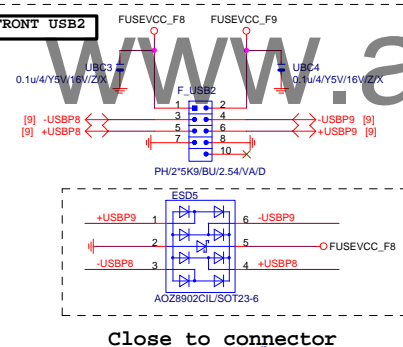 FRONT USB2
FUSEVCC_F8 FUSEVCC_F9
UBC3 UBC4
0.1u/4/Y5V/16V/Z/X 0.1u/4/Y5V/16V/Z/X
www.a
F_USB2
1 2
[9] -USBP8 3 4 -USBP9 [9]
[9] +USBP8 5 6 +USBP9 [9]
7 8
10
PH/2*5K9/BU/2.54/VA/D
ESD5
+USBP9 1 6 -USBP9
2 5 FUSEVCC_F8
-USBP8 3 4 +USBP8
AOZ8902CIL/SOT23-6
Close to connector